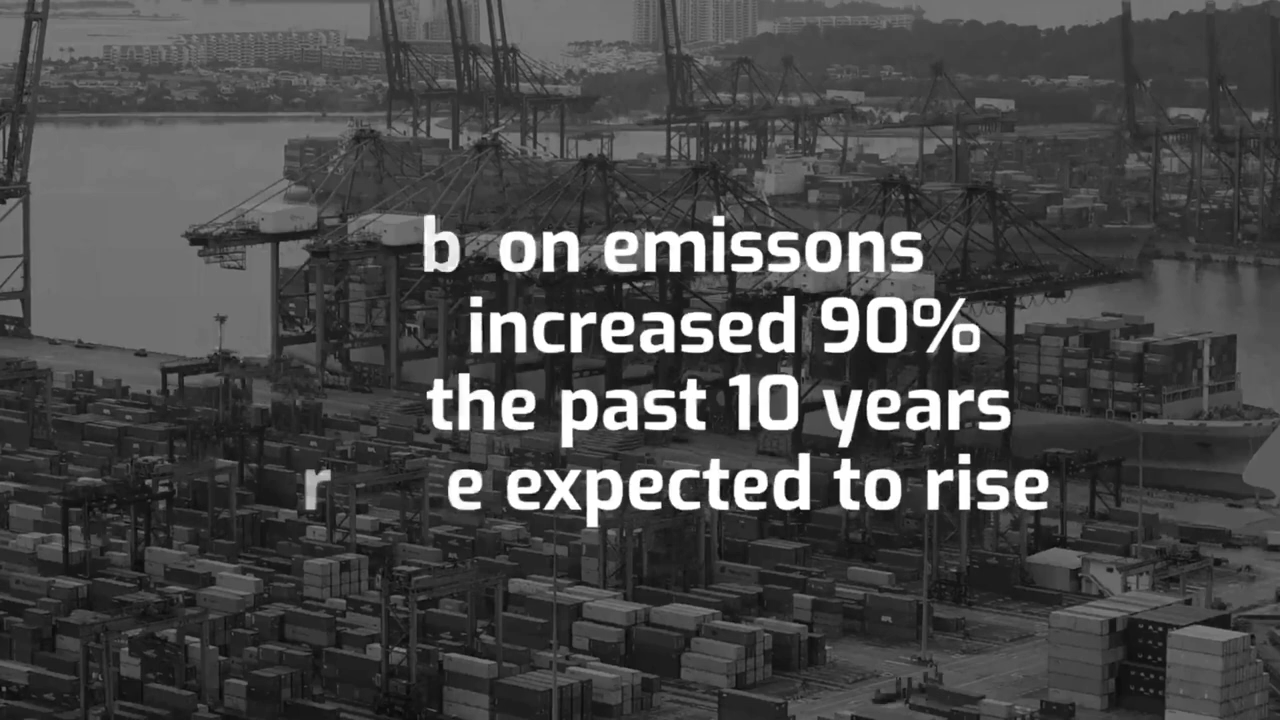 b on emissons
increased 90%
the past 10 years
r e expected to rise